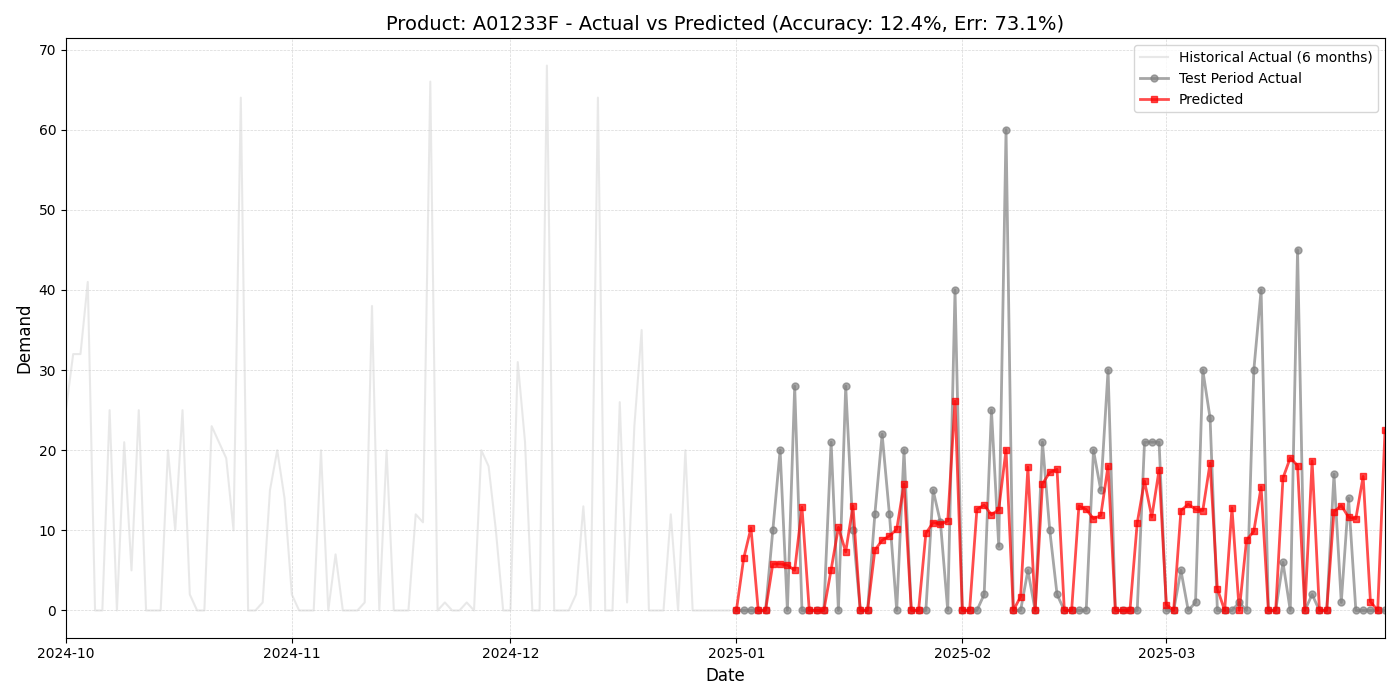 Product: A01233F - Actual vs Predicted (Accuracy: 12.4%, Err: 73.1%)
Historical Actual (6 months)
Test Period Actual
Predicted
Demand
70
60
50
40
30
20
10
0
2024-10
2024-11
2024-12
2025-01
2025-02
2025-03
Date